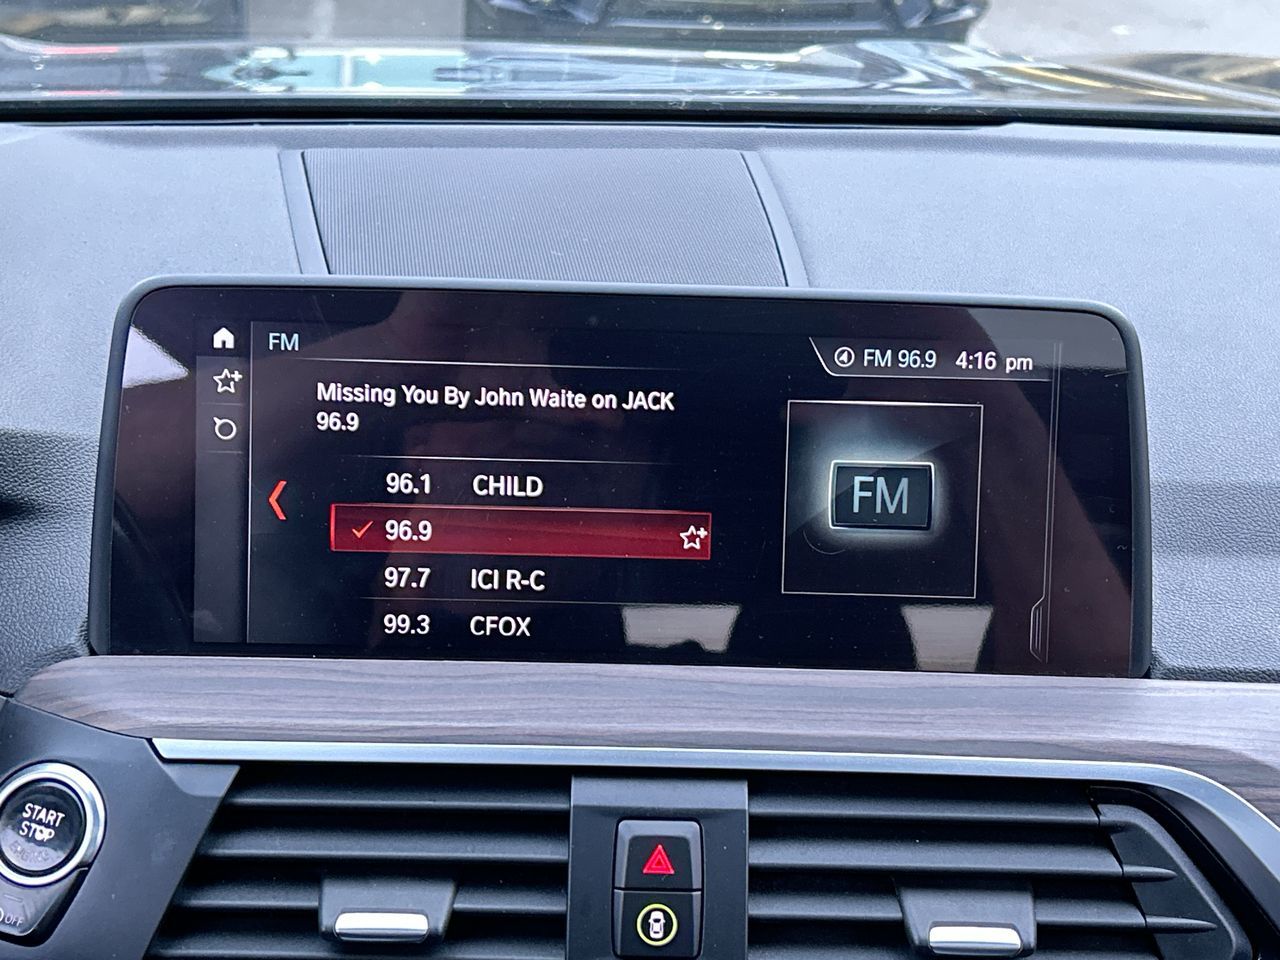 FM
FM 96.9 4:16 pm
Missing You By John Waite on JACK
96.9
96.1 CHILD
96.9
97.7 ICI R-C
99.3 CFOX
FM
START
STOP
OFF